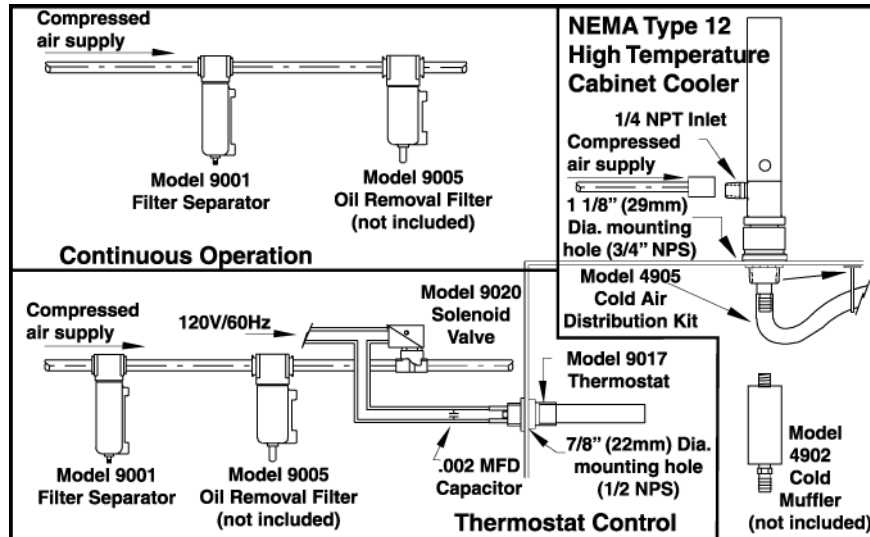 Compressed
air supply
Model 9001
Filter Separator
Model 9005
Oil Removal Filter
(not included)
Continuous Operation
NEMA Type 12
High Temperature
Cabinet Cooler
1/4 NPT Inlet
Compressed
air supply
1 1/8” (29mm)
Dia. mounting
hole (3/4” NPS)
Model 4905
Cold Air
Distribution Kit
Model
4902
Cold
Muffler
(not included)
Compressed
air supply
120V/60Hz
Model 9020
Solenoid
Valve
Model 9017
Thermostat
Model 9001
Filter Separator
Model 9005
Oil Removal Filter
(not included)
.002 MFD
Capacitor
7/8” (22mm) Dia.
mounting hole
(1/2 NPS)
Thermostat Control